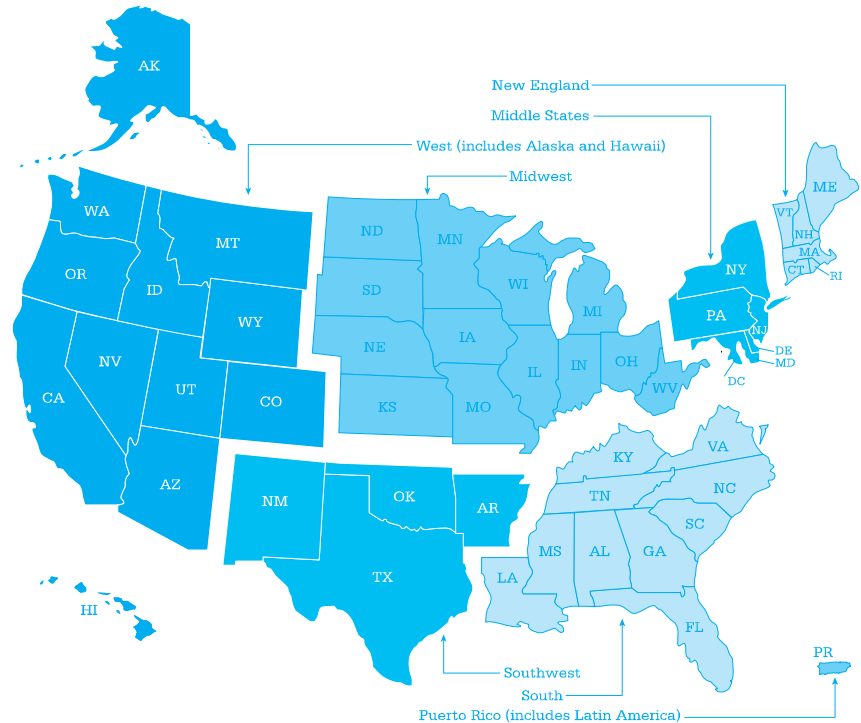 AK
New England
Middle States
West (includes Alaska and Hawaii)
Midwest
ME
WA
VT
MT
ND
MN
NH
MA
OR
NY
CT
RI
ID
SD
WI
MI
WY
PA
NJ
NE
IA
DE
NV
UT
IL
IN
OH
MD
WV
DC
CA
CO
KS
MO
KY
VA
AZ
NM
OK
AR
TN
NC
SC
TX
LA
MS
AL
GA
HI
FL
PR
Southwest
South
Puerto Rico (includes Latin America)